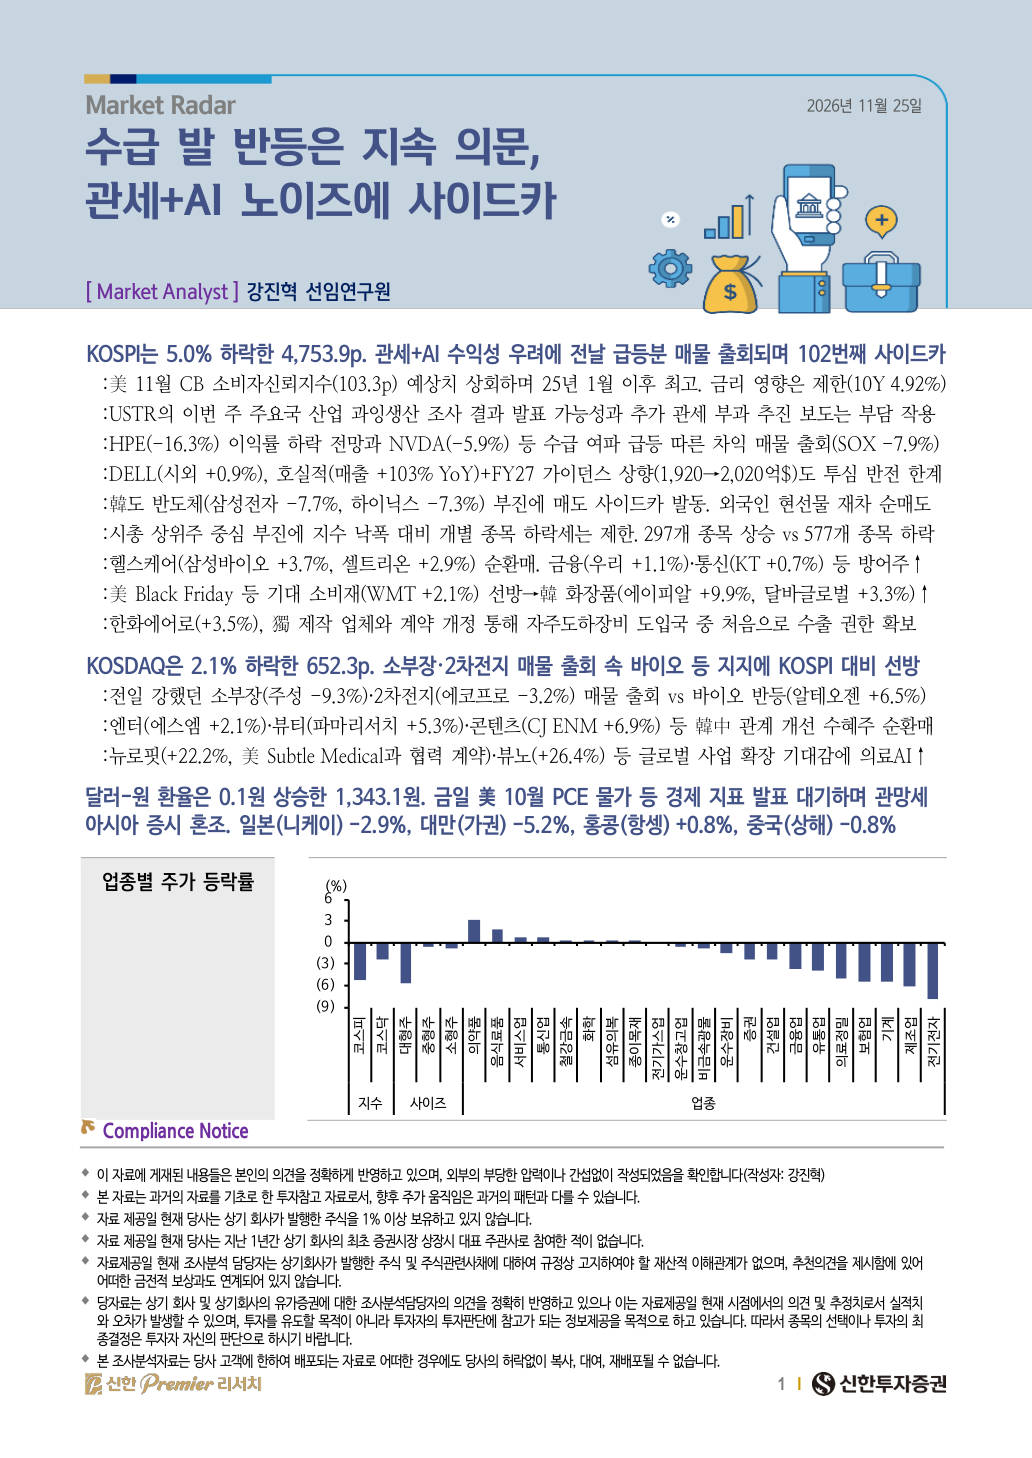 Market Radar
2026년 11월 25일
수급 발 반등은 지속 의문,
관세+AI 노이즈에 사이드카
[ Market Analyst ] 강진혁 선임연구원
KOSPI는 5.0% 하락한 4,753.9p. 관세+AI 수익성 우려에 전날 급등분 매물 출회되며 102번째 사이드카
:美 11월 CB 소비자신뢰지수(103.3p) 예상치 상회하며 25년 1월 이후 최고. 금리 영향은 제한(10Y 4.92%)
:USTR의 이번 주 주요국 산업 과잉생산 조사 결과 발표 가능성과 추가 관세 부과 추진 보도는 부담 작용
:HPE(-16.3%) 이익률 하락 전망과 NVDA(-5.9%) 등 수급 여파 급등 따른 차익 매물 출회(SOX -7.9%)
:DELL(시외 +0.9%), 호실적(매출 +103% YoY)+FY27 가이던스 상향(1,920→2,020억$)도 투심 반전 한계
:韓도 반도체(삼성전자 -7.7%, 하이닉스 -7.3%) 부진에 매도 사이드카 발동. 외국인 현선물 재차 순매도
:시총 상위주 중심 부진에 지수 낙폭 대비 개별 종목 하락세는 제한. 297개 종목 상승 vs 577개 종목 하락
:헬스케어(삼성바이오 +3.7%, 셀트리온 +2.9%) 순환매. 금융(우리 +1.1%)·통신(KT +0.7%) 등 방어주↑
:美 Black Friday 등 기대 소비재(WMT +2.1%) 선방→韓 화장품(에이피알 +9.9%, 달바글로벌 +3.3%)↑
:한화에어로(+3.5%), 獨 제작 업체와 계약 개정 통해 자주도하장비 도입국 중 처음으로 수출 권한 확보
KOSDAQ은 2.1% 하락한 652.3p. 소부장·2차전지 매물 출회 속 바이오 등 지지에 KOSPI 대비 선방
:전일 강했던 소부장(주성 -9.3%)·2차전지(에코프로 -3.2%) 매물 출회 vs 바이오 반등(알테오젠 +6.5%)
:엔터(에스엠 +2.1%)·뷰티(파마리서치 +5.3%)·콘텐츠(CJ ENM +6.9%) 등 韓中 관계 개선 수혜주 순환매
:뉴로핏(+22.2%, 美 Subtle Medical과 협력 계약)·뷰노(+26.4%) 등 글로벌 사업 확장 기대감에 의료AI↑
달러-원 환율은 0.1원 상승한 1,343.1원. 금일 美 10월 PCE 물가 등 경제 지표 발표 대기하며 관망세
아시아 증시 혼조. 일본(니케이) -2.9%, 대만(가권) -5.2%, 홍콩(항셍) +0.8%, 중국(상해) -0.8%
업종별 주가 등락률
(%)
6
3
0
(3)
(6)
(9)
코스피
코스닥
대형주
중형주
소형주
의약품
음식료품
서비스업
통신업
철강금속
화학
섬유의복
종이목재
전기가스업
운수창고업
비금속광물
운수장비
증권
건설업
금융업
유통업
의료정밀
보험업
기계
제조업
전기전자
지수
사이즈
업종
Compliance Notice
◆ 이 자료에 게재된 내용들은 본인의 의견을 정확하게 반영하고 있으며, 외부의 부당한 압력이나 간섭없이 작성되었음을 확인합니다(작성자: 강진혁)
◆ 본 자료는 과거의 자료를 기초로 한 투자참고 자료로서, 향후 주가 움직임은 과거의 패턴과 다를 수 있습니다.
◆ 자료 제공일 현재 당사는 상기 회사가 발행한 주식을 1% 이상 보유하고 있지 않습니다.
◆ 자료 제공일 현재 당사는 지난 1년간 상기 회사의 최초 증권시장 상장시 대표 주관사로 참여한 적이 없습니다.
◆ 자료제공일 현재 조사분석 담당자는 상기회사가 발행한 주식 및 주식관련사채에 대하여 규정상 고지하여야 할 재산적 이해관계가 없으며, 추천의견을 제시함에 있어
어떠한 금전적 보상과도 연계되어 있지 않습니다.
◆ 당자료는 상기 회사 및 상기회사의 유가증권에 대한 조사분석담당자의 의견을 정확히 반영하고 있으나 이는 자료제공일 현재 시점에서의 의견 및 추정치로서 실적치
와 오차가 발생할 수 있으며, 투자를 유도할 목적이 아니라 투자자의 투자판단에 참고가 되는 정보제공을 목적으로 하고 있습니다. 따라서 종목의 선택이나 투자의 최
종결정은 투자자 자신의 판단으로 하시기 바랍니다.
◆ 본 조사분석자료는 당사 고객에 한하여 배포되는 자료로 어떠한 경우에도 당사의 허락없이 복사, 대여, 재배포될 수 없습니다.
신한 Premier 리서치
1 | 신한투자증권